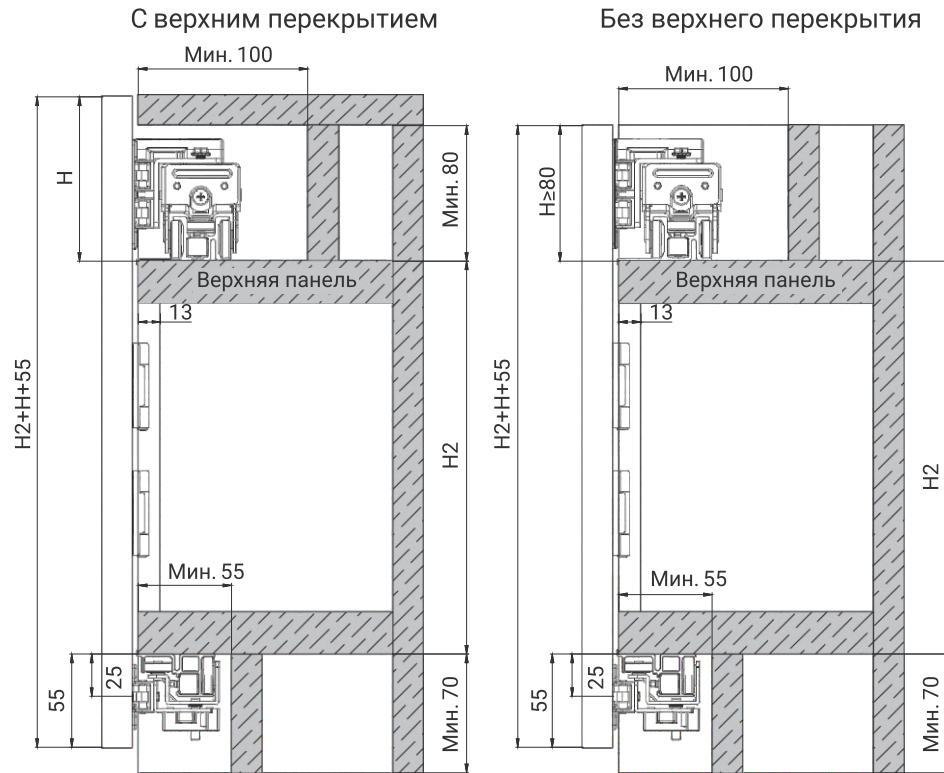 С верхним перекрытием
Мин. 100
H
Мин. 80
Верхняя панель
13
H2+H+55
H2
Мин. 55
55
25
Мин. 70
Без верхнего перекрытия
Мин. 100
H≥80
Верхняя панель
13
H2+H+55
H2
Мин. 55
55
25
Мин. 70